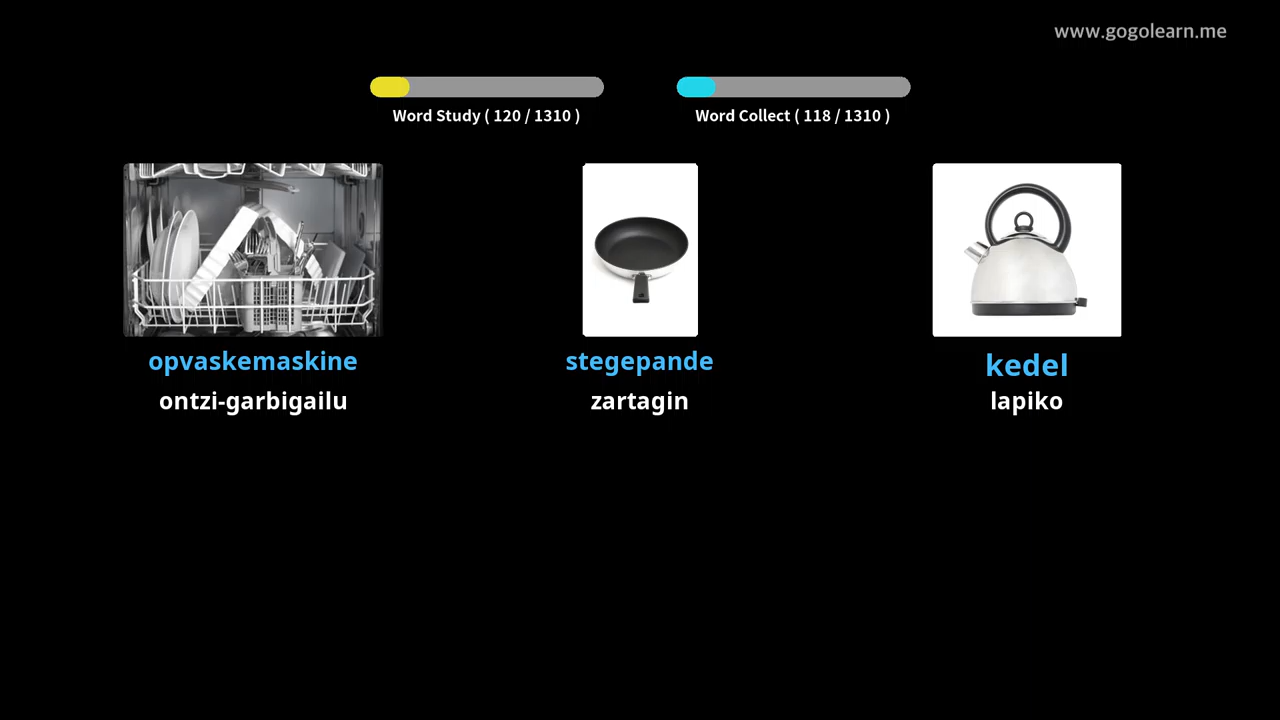 www.gogolearn.me
Word Study ( 120 / 1310 )
Word Collect ( 118 / 1310 )
opvaskemaskine
stegepande
kedel
ontzi-garbigailu
zartagin
lapiko